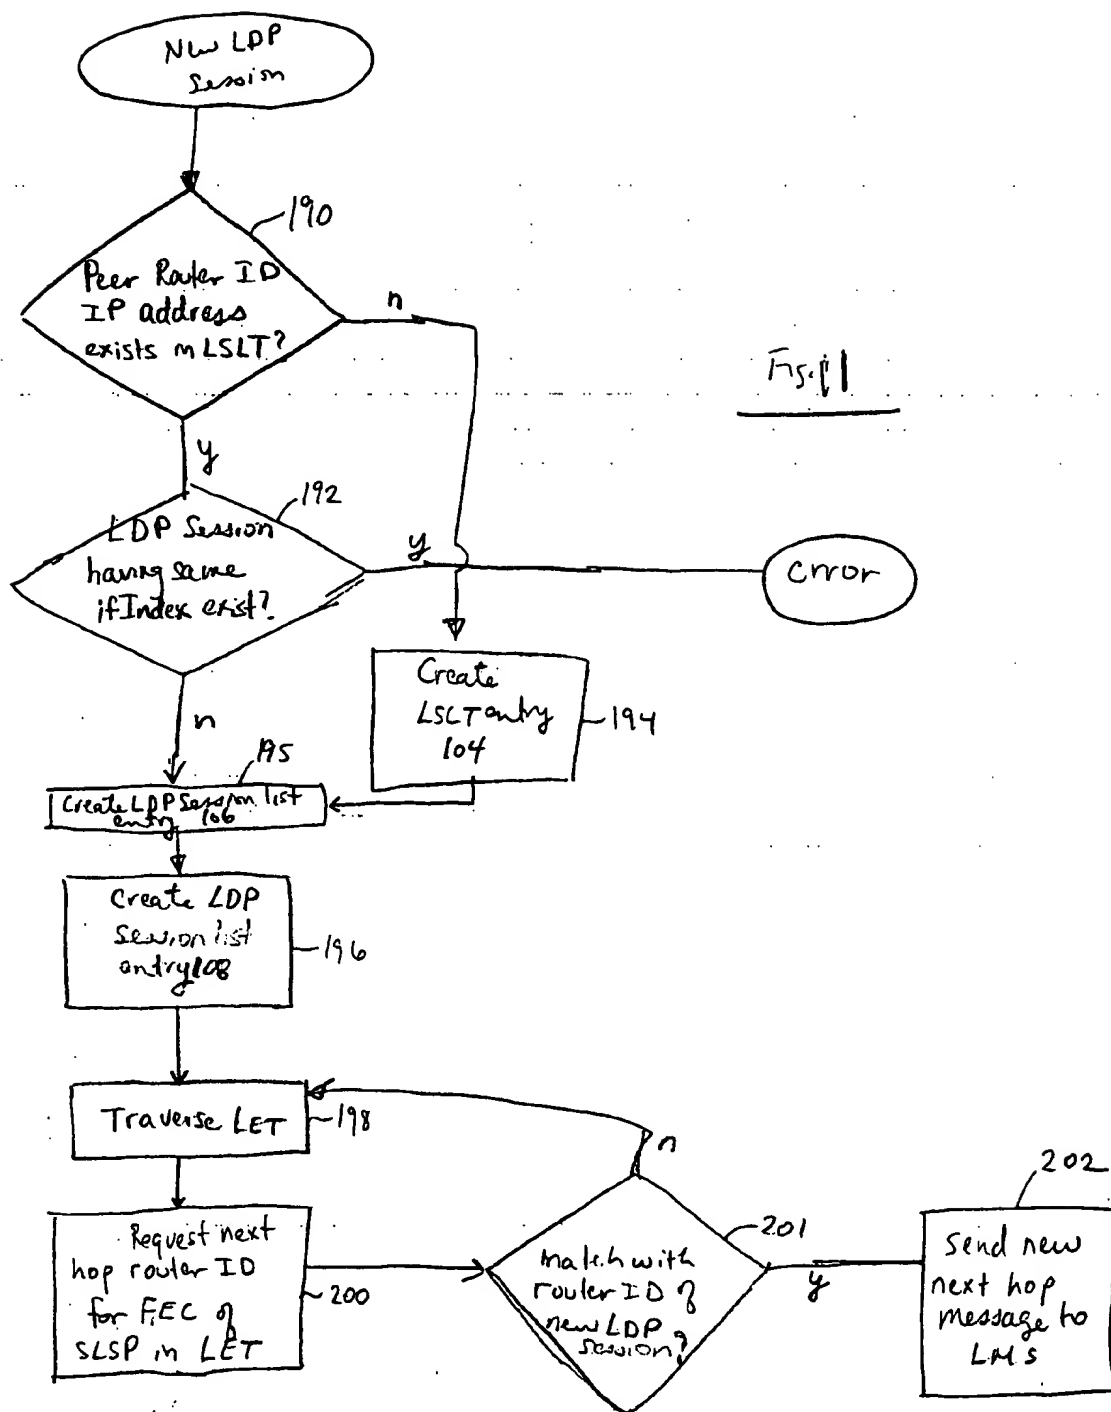 New LDP
Session
190
Peer Router ID
IP address
exists in LSLT?
n
Fig. 11
y
192
LDP Session
having same
if Index exist?
y
error
n
Create
LSLT entry
104
194
195
Create LDP Session list
entry 106
Create LDP
Session list
entry 108
196
Traverse LET
198
n
202
Request next
hop router ID
for FEC of
SLSP in LET
200
201
match with
router ID of
new LDP
session?
y
Send new
next hop
message to
LMS